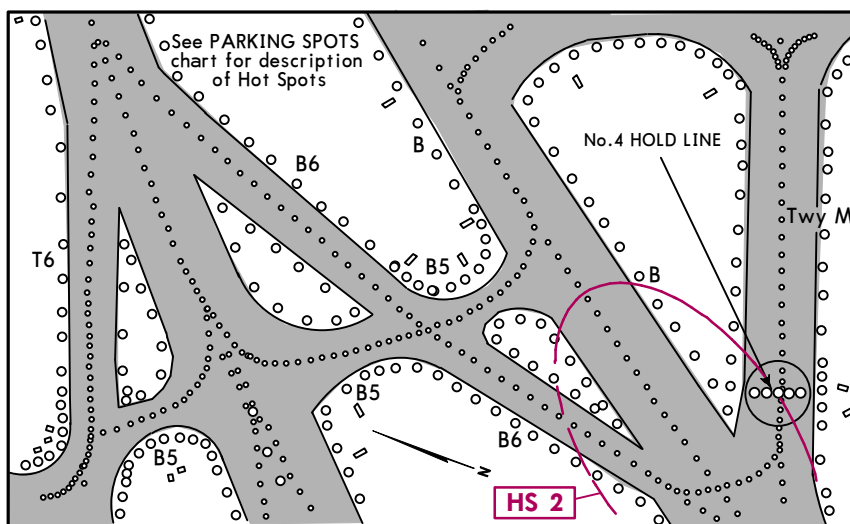 See PARKING SPOTS
chart for description
of Hot Spots
B
No.4 HOLD LINE
B6
Twy M
T6
B5
B
B5
B6
B5
N
HS 2